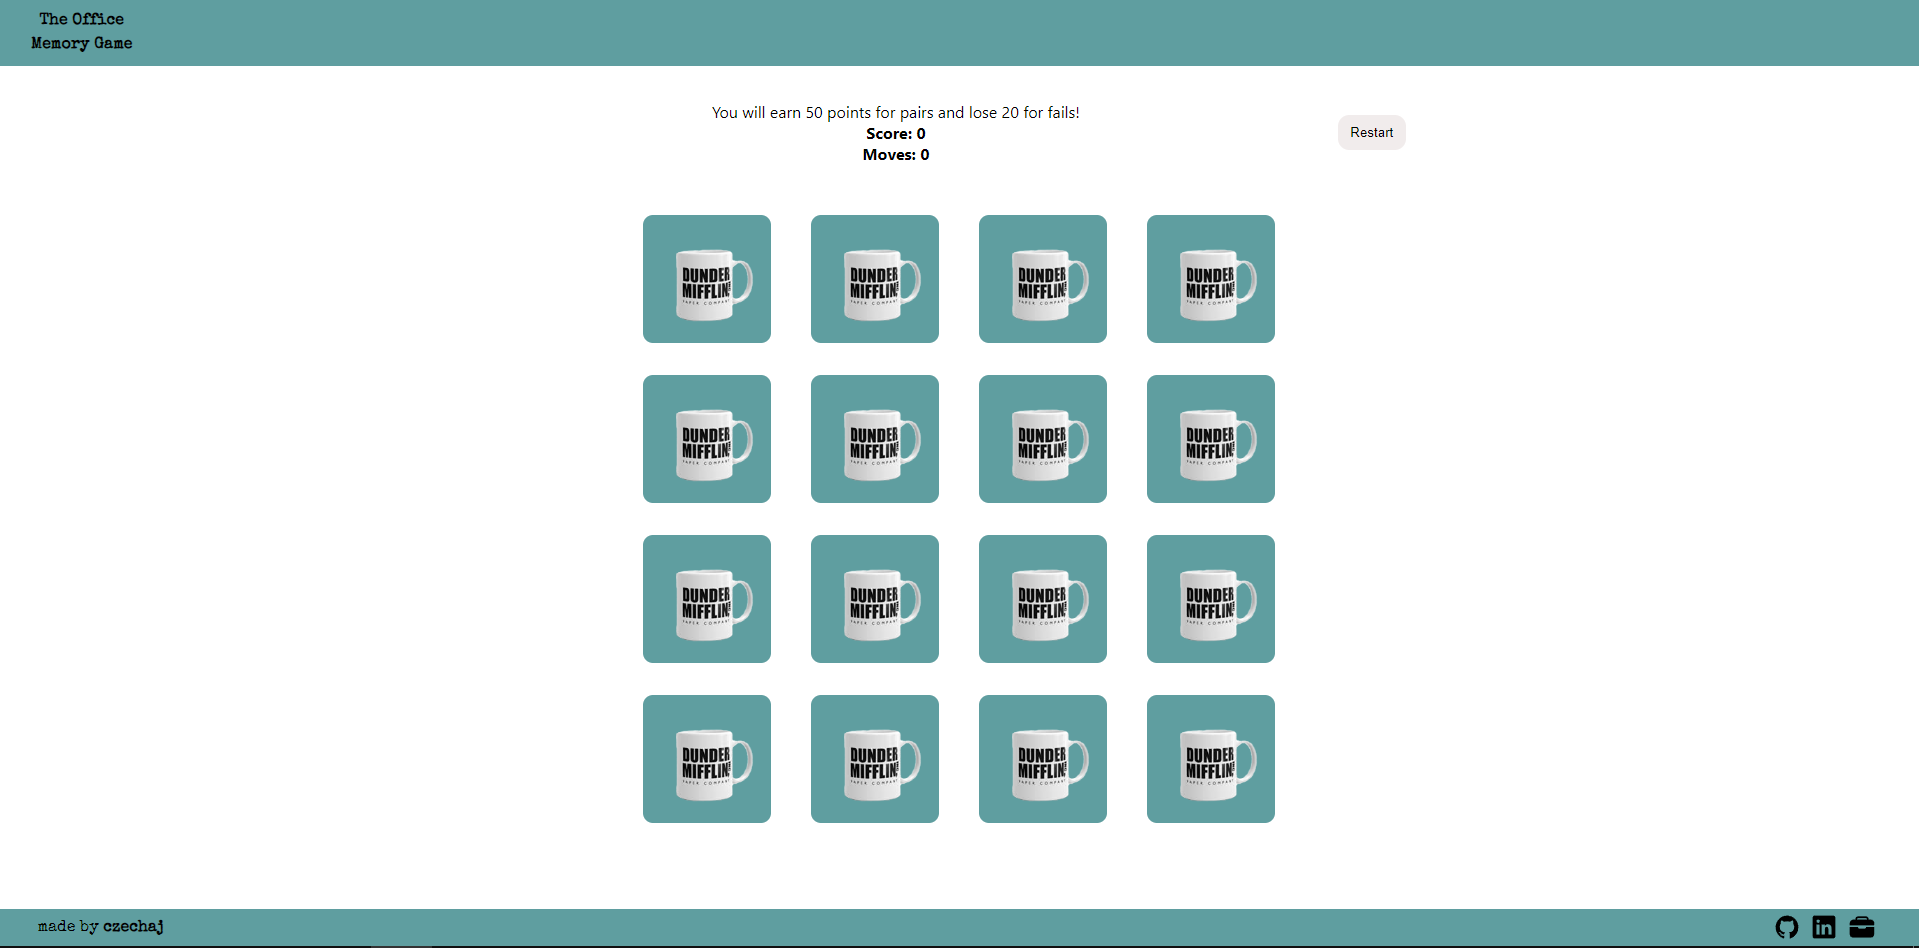 The Office
Memory Game
You will earn 50 points for pairs and lose 20 for fails!
Score: 0
Moves: 0
Restart
DUNDER
MIFFLIN
PAPER COMPANY
DUNDER
MIFFLIN
PAPER COMPANY
DUNDER
MIFFLIN
PAPER COMPANY
DUNDER
MIFFLIN
PAPER COMPANY
DUNDER
MIFFLIN
PAPER COMPANY
DUNDER
MIFFLIN
PAPER COMPANY
DUNDER
MIFFLIN
PAPER COMPANY
DUNDER
MIFFLIN
PAPER COMPANY
DUNDER
MIFFLIN
PAPER COMPANY
DUNDER
MIFFLIN
PAPER COMPANY
DUNDER
MIFFLIN
PAPER COMPANY
DUNDER
MIFFLIN
PAPER COMPANY
DUNDER
MIFFLIN
PAPER COMPANY
DUNDER
MIFFLIN
PAPER COMPANY
DUNDER
MIFFLIN
PAPER COMPANY
DUNDER
MIFFLIN
PAPER COMPANY
made by czechaj
in